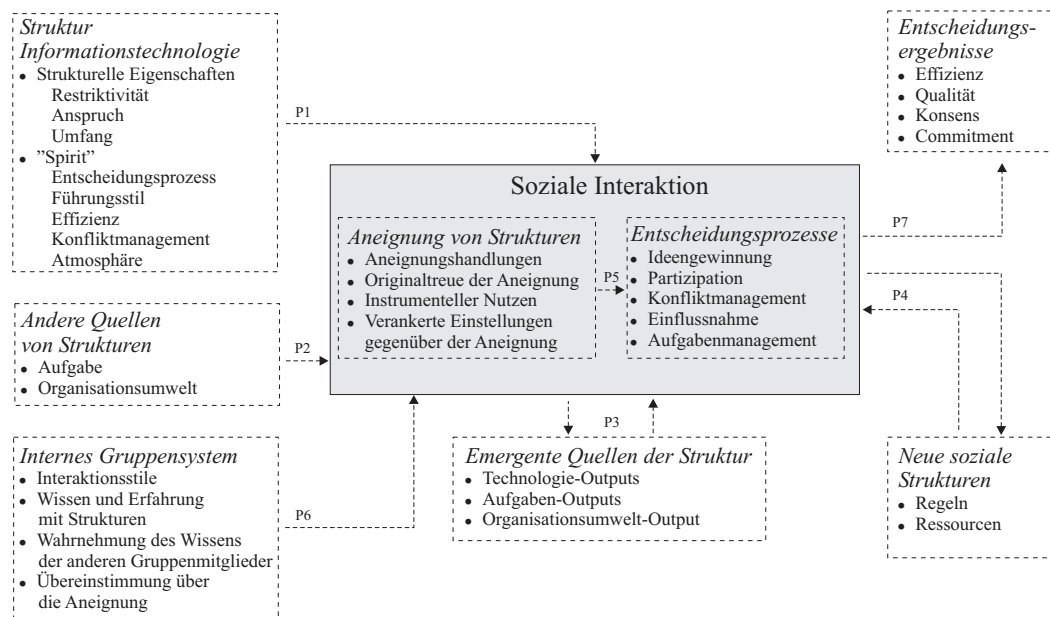 Struktur
Informationstechnologie
• Strukturelle Eigenschaften
Restriktivität
Anspruch
Umfang
• ”Spirit”
Entscheidungsprozess
Führungsstil
Effizienz
Konfliktmanagement
Atmosphäre
P1
Andere Quellen
von Strukturen
• Aufgabe
• Organisationsumwelt
P2
Internes Gruppensystem
• Interaktionsstile
• Wissen und Erfahrung
mit Strukturen
• Wahrnehmung des Wissens
der anderen Gruppenmitglieder
• Übereinstimmung über
die Aneignung
P6
Soziale Interaktion
Aneignung von Strukturen
• Aneignungshandlungen
• Originaltreue der Aneignung
• Instrumenteller Nutzen
• Verankerte Einstellungen
gegenüber der Aneignung
P5
Entscheidungsprozesse
• Ideengewinnung
• Partizipation
• Konfliktmanagement
• Einflussnahme
• Aufgabenmanagement
P3
Emergente Quellen der Struktur
• Technologie-Outputs
• Aufgaben-Outputs
• Organisationsumwelt-Output
Entscheidungs-
ergebnisse
• Effizienz
• Qualität
• Konsens
• Commitment
P7
P4
Neue soziale
Strukturen
• Regeln
• Ressourcen